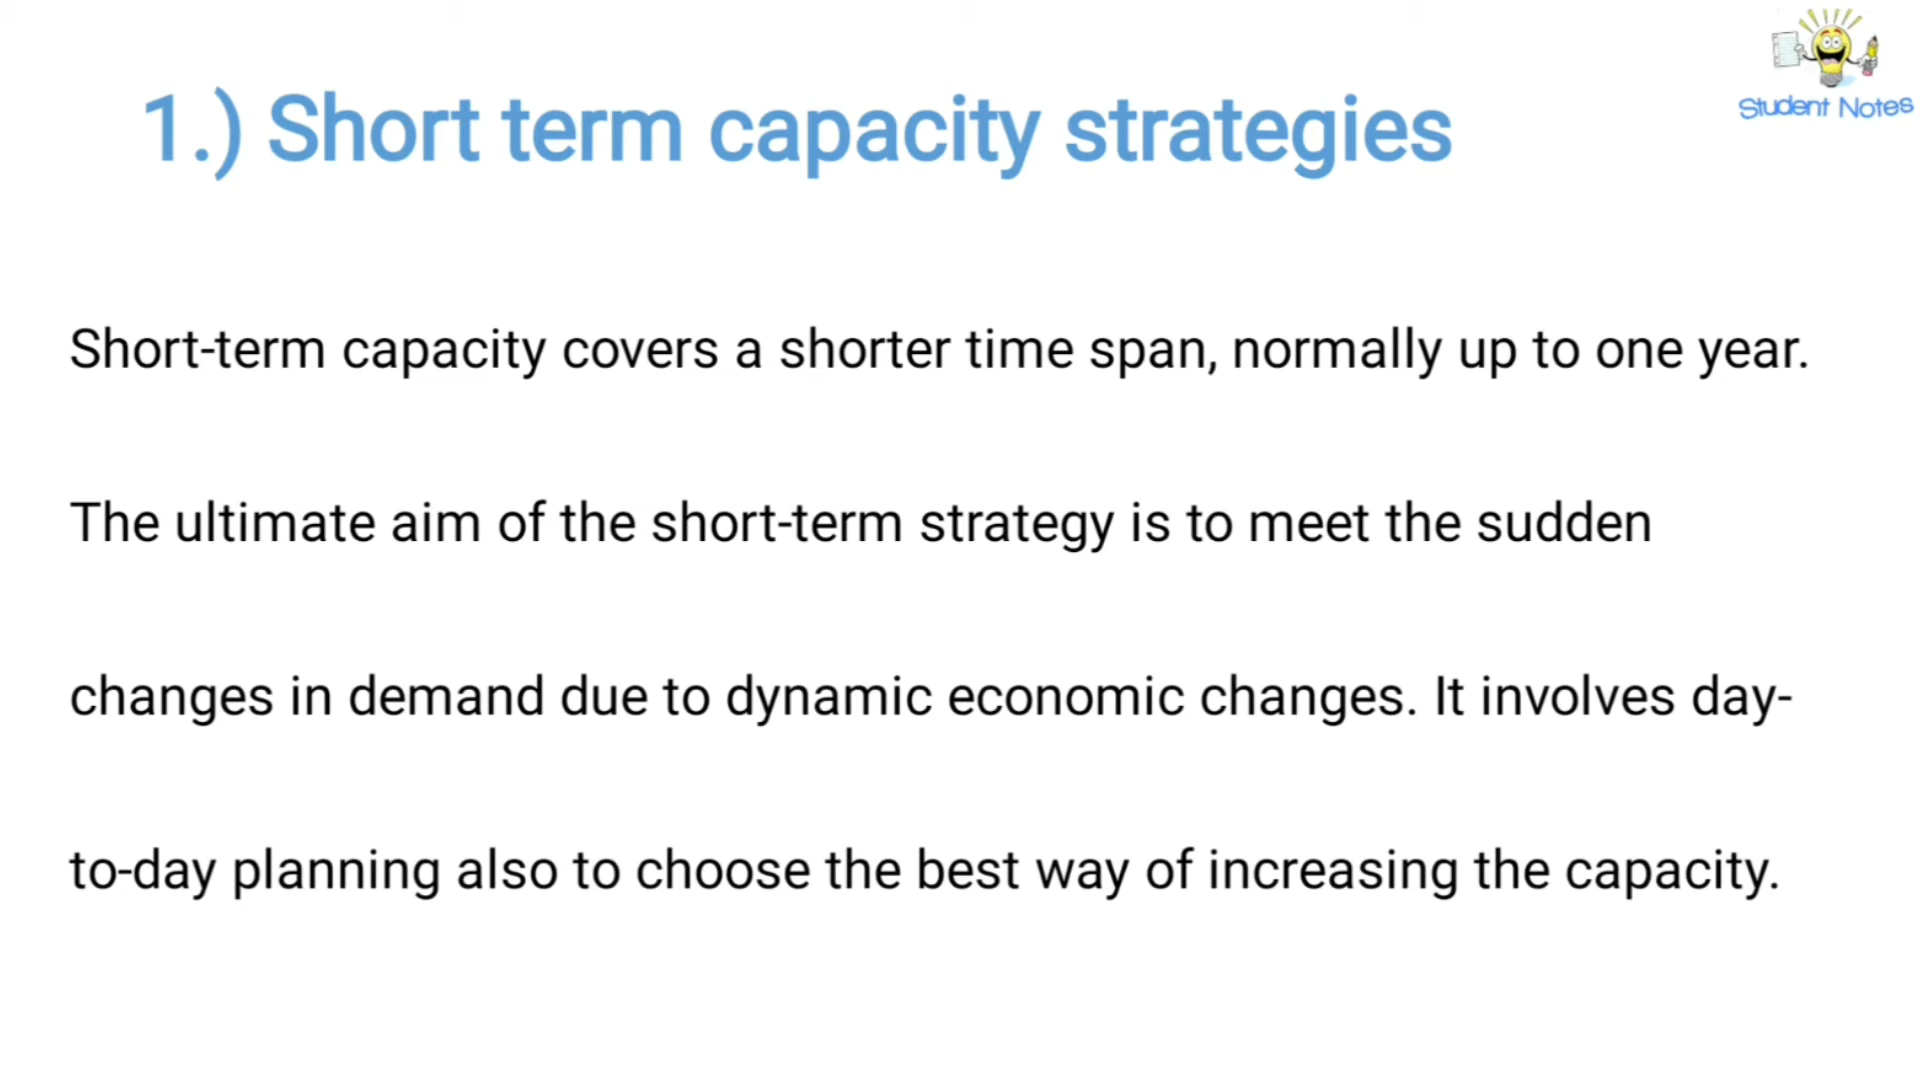 Student Notes
1.) Short term capacity strategies
Short-term capacity covers a shorter time span, normally up to one year.
The ultimate aim of the short-term strategy is to meet the sudden
changes in demand due to dynamic economic changes. It involves day-
to-day planning also to choose the best way of increasing the capacity.